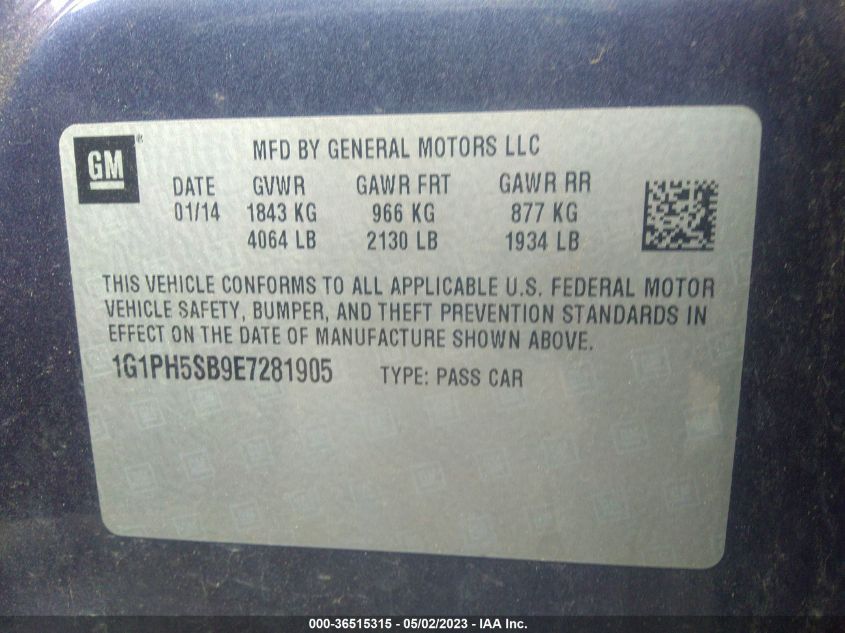 GM ®
MFD BY GENERAL MOTORS LLC
DATE GVWR GAWR FRT GAWR RR
01/14 1843 KG 966 KG 877 KG
4064 LB 2130 LB 1934 LB
THIS VEHICLE CONFORMS TO ALL APPLICABLE U.S. FEDERAL MOTOR
VEHICLE SAFETY, BUMPER, AND THEFT PREVENTION STANDARDS IN
EFFECT ON THE DATE OF MANUFACTURE SHOWN ABOVE.
1G1PH5SB9E7281905 TYPE: PASS CAR
000-36515315 - 05/02/2023 - IAA Inc.